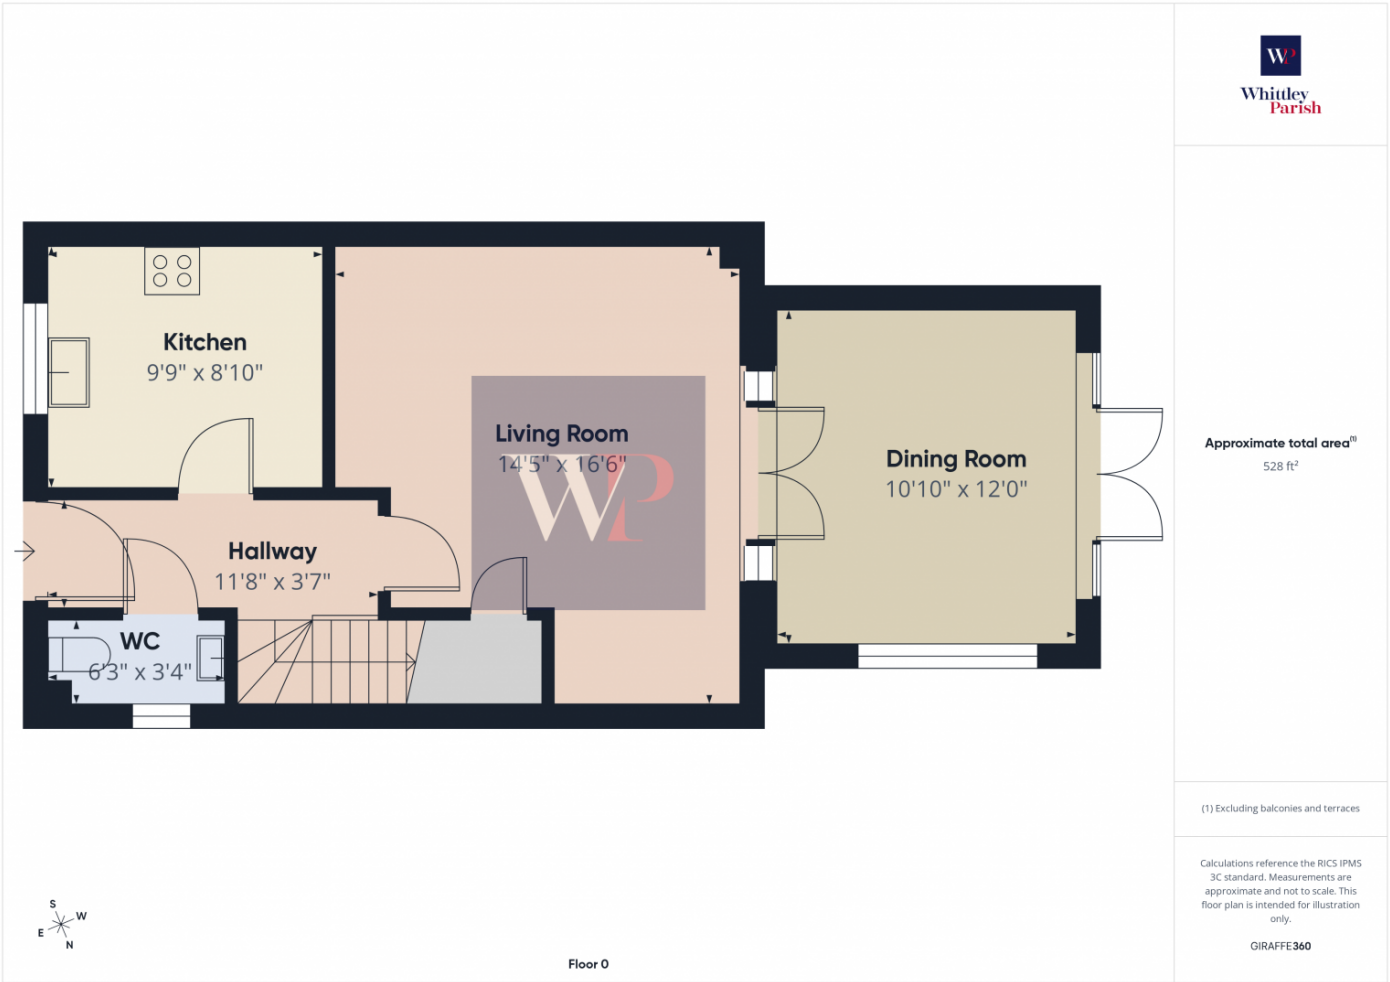 WP
Whittley
Parish
Kitchen
9'9" x 8'10"
Living Room
14'5" x 16'6"
WP
Dining Room
10'10" x 12'0"
Hallway
11'8" x 3'7"
WC
6'3" x 3'4"
Approximate total area(1)
528 ft²
(1) Excluding balconies and terraces
Calculations reference the RICS IPMS
3C standard. Measurements are
approximate and not to scale. This
floor plan is intended for illustration
only.
GIRAFFE360
S
W
E
N
Floor 0